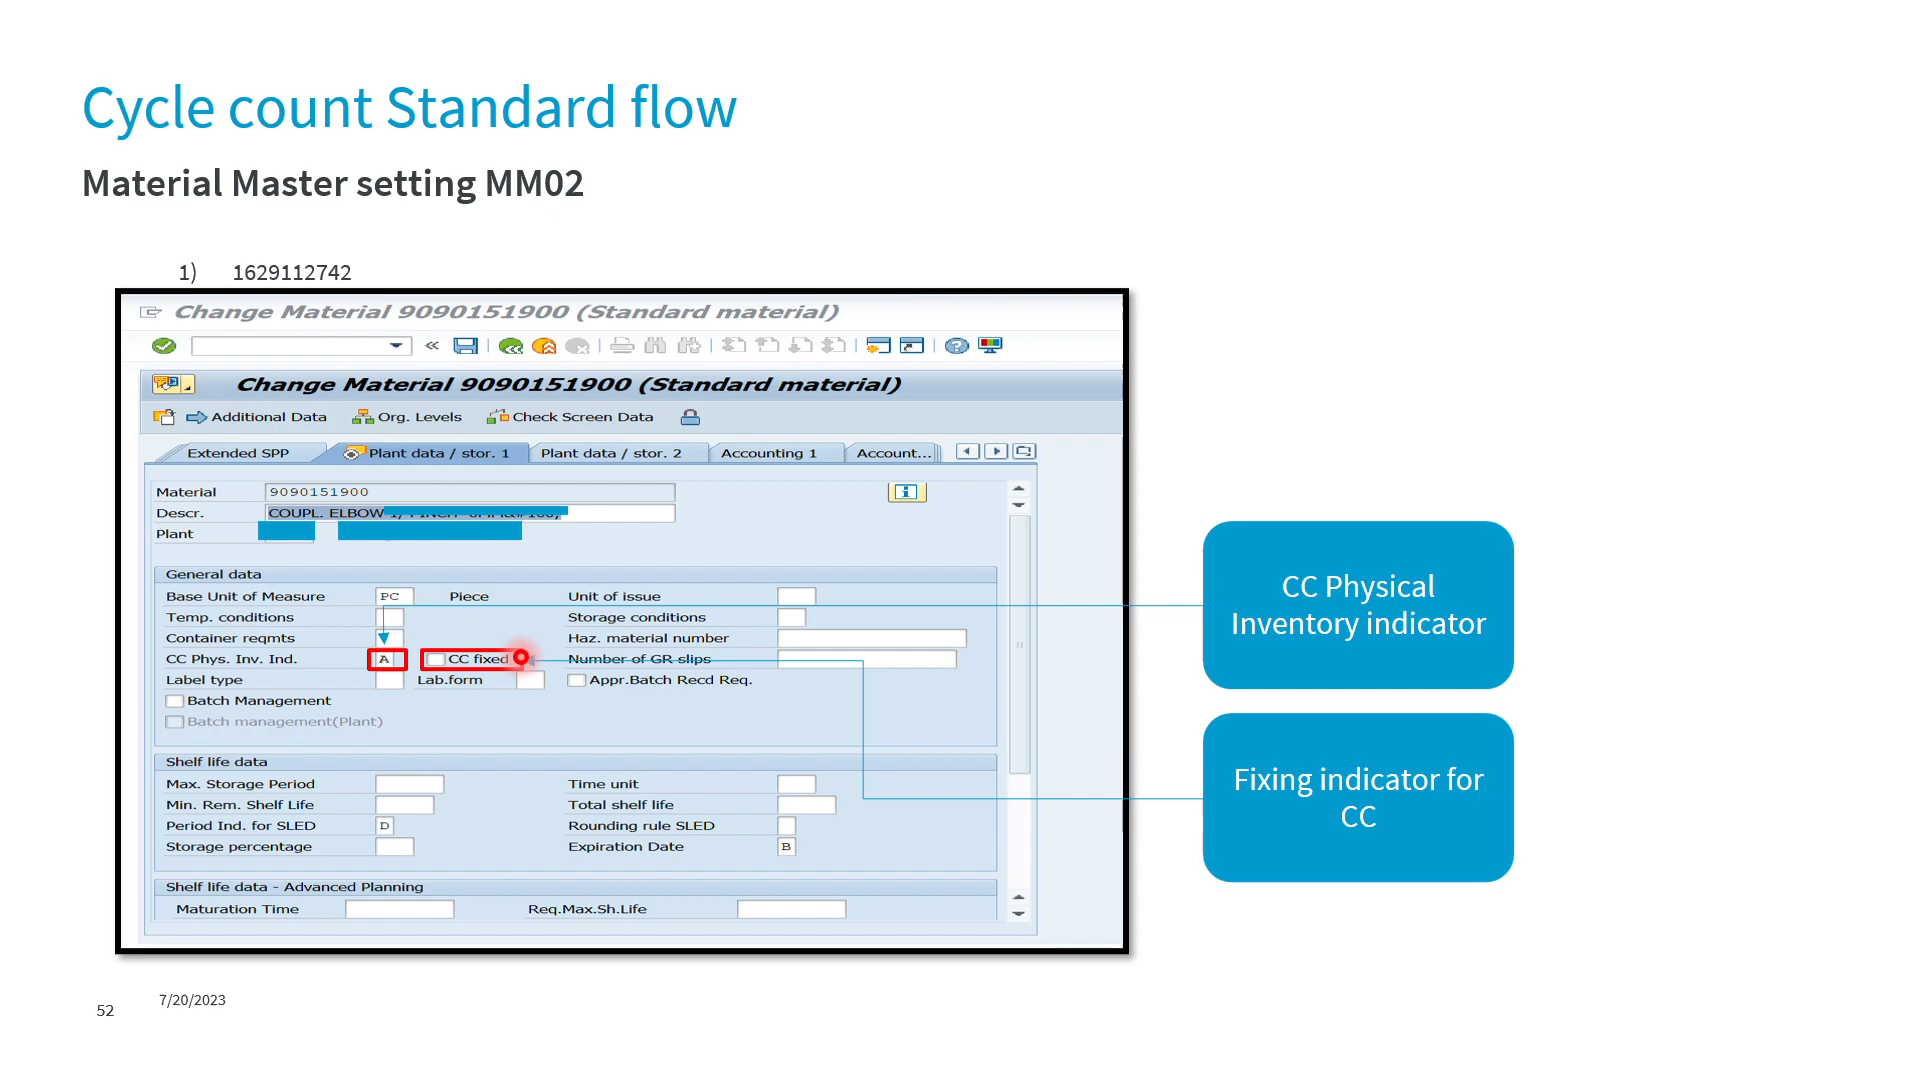 Cycle count Standard flow
Material Master setting MM02
1) 1629112742
Change Material 9090151900 (Standard material)
Change Material 9090151900 (Standard material)
Additional Data Org. Levels Check Screen Data
Extended SPP Plant data / stor. 1 Plant data / stor. 2 Accounting 1 Account...
Material 9090151900
Descr. COUPL. ELBOW
Plant
General data
Base Unit of Measure PC Piece Unit of issue
Temp. conditions Storage conditions
Container reqmts Haz. material number
CC Phys. Inv. Ind. A CC fixed Number of GR slips
Label type Lab.form Appr.Batch Recd Req.
Batch Management
Batch management(Plant)
Shelf life data
Max. Storage Period Time unit
Min. Rem. Shelf Life Total shelf life
Period Ind. for SLED D Rounding rule SLED
Storage percentage Expiration Date B
Shelf life data - Advanced Planning
Maturation Time Req.Max.Sh.Life
CC Physical
Inventory indicator
Fixing indicator for
CC
7/20/2023
52